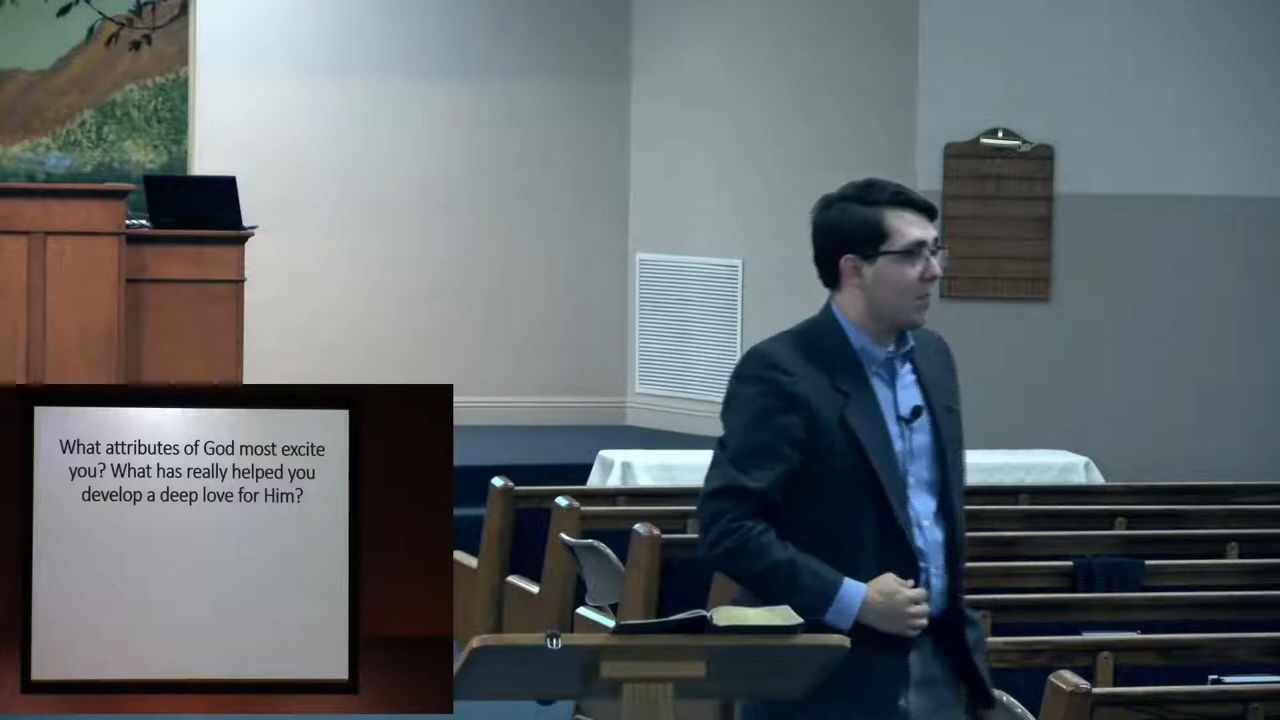 What attributes of God most excite
you? What has really helped you
develop a deep love for Him?